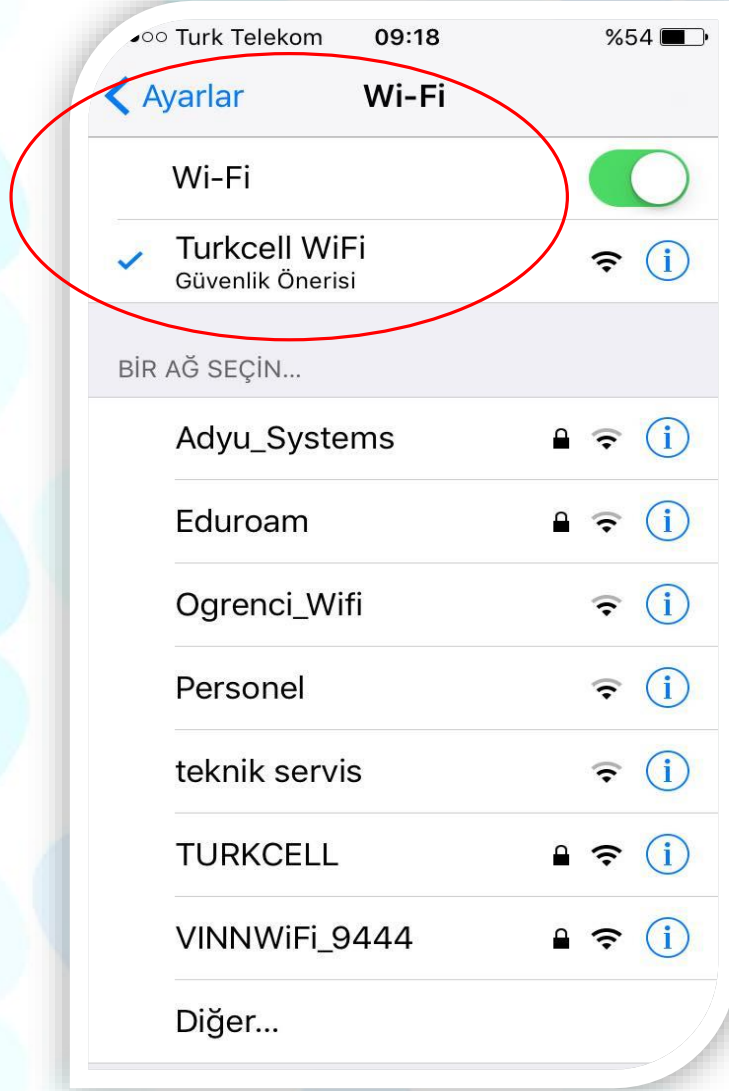 Turk Telekom 09:18 %54
Ayarlar Wi-Fi
Wi-Fi
Turkcell WiFi
Güvenlik Önerisi
BİR AĞ SEÇİN...
Adyu_Systems
Eduroam
Ogrenci_Wifi
Personel
teknik servis
TURKCELL
VINNWiFi_9444
Diğer...